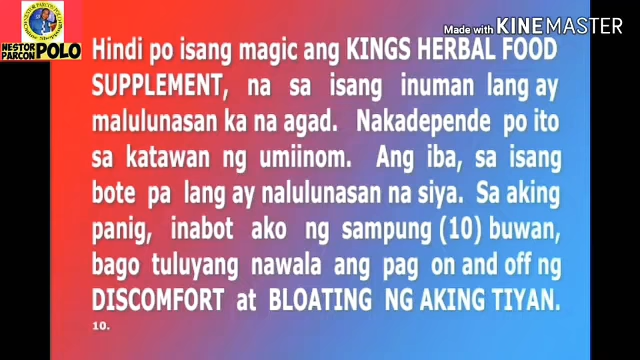 NESTOR PARCON POLO
Made with KINEMASTER
Hindi po isang magic ang KINGS HERBAL FOOD
SUPPLEMENT, na sa isang inuman lang ay
malulunasan ka na agad. Nakadepende po ito
sa katawan ng umiinom. Ang iba, sa isang
bote pa lang ay nalulunasan na siya. Sa aking
panig, inabot ako ng sampung (10) buwan,
bago tuluyang nawala ang pag on and off ng
DISCOMFORT at BLOATING NG AKING TIYAN.
10.